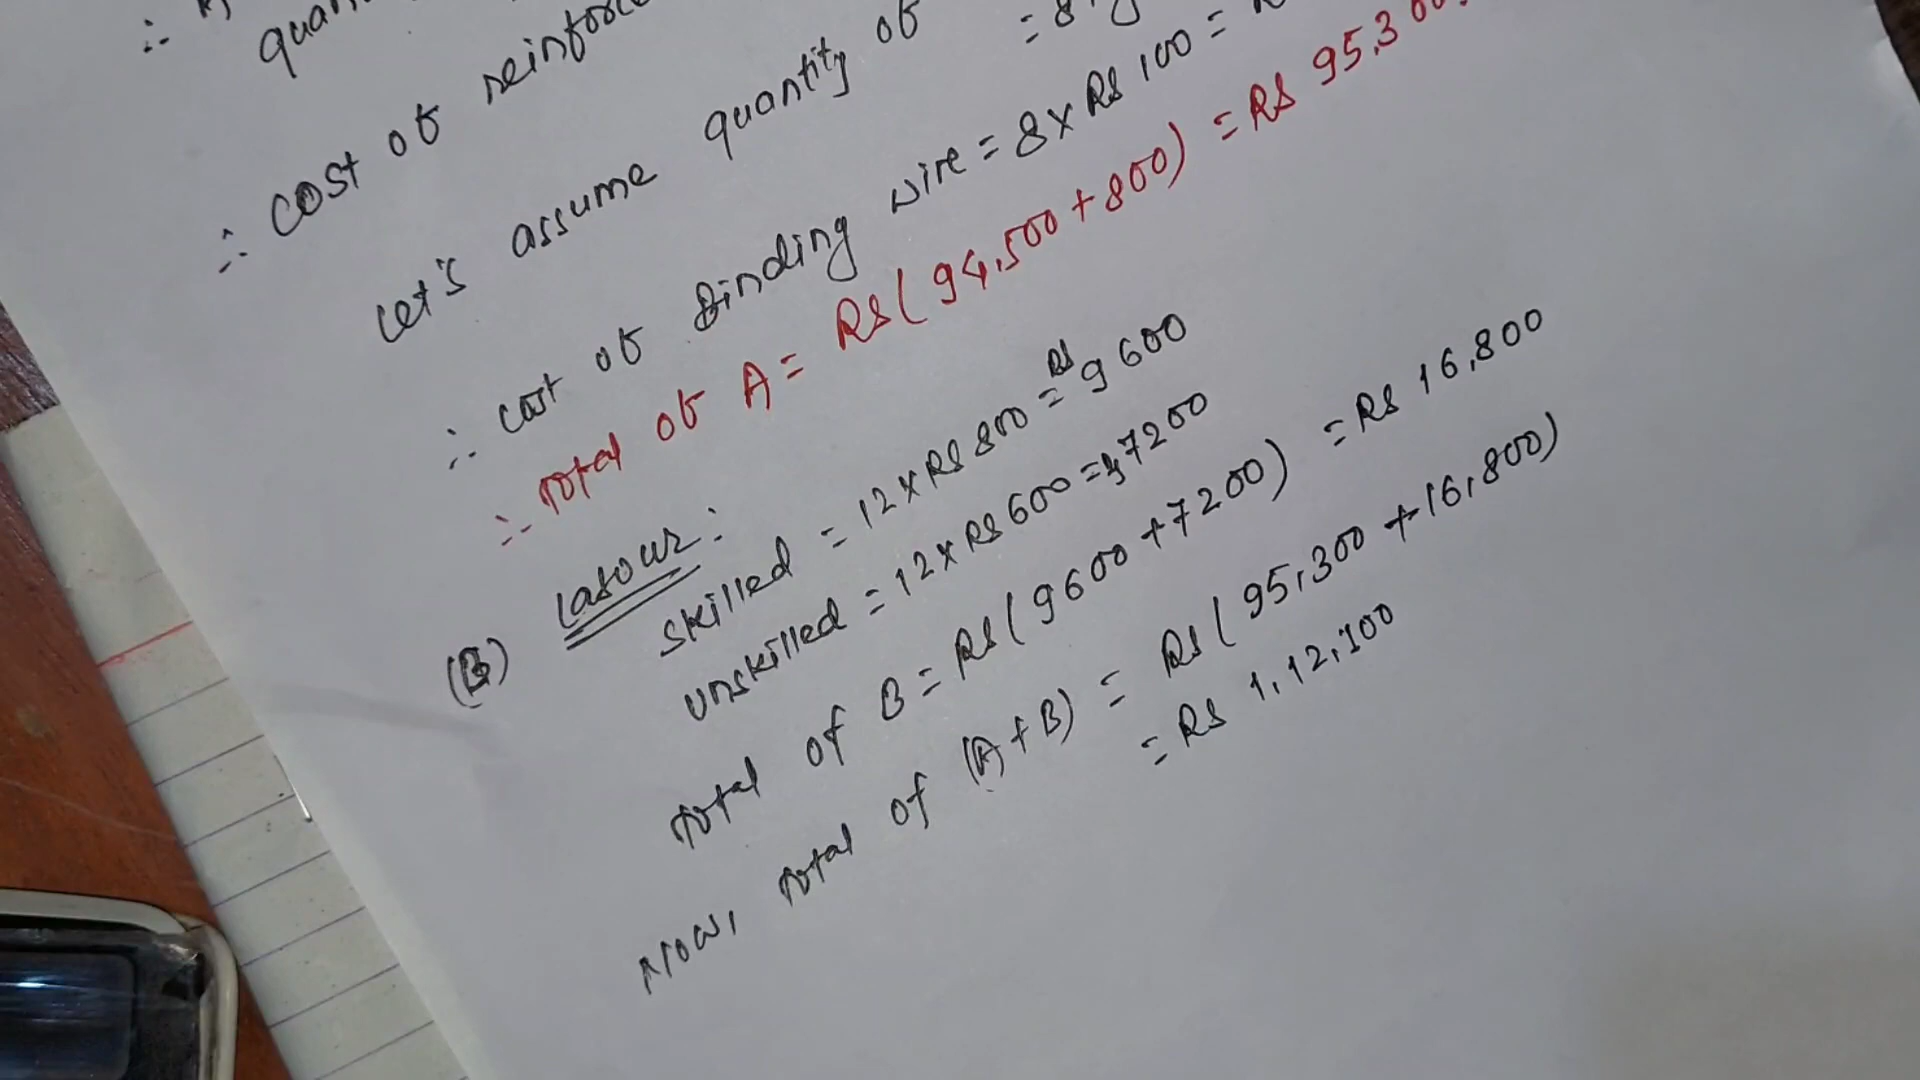 ∴
quan
∴ Cost of reinforce
Let's assume quantity of = 8
∴ Cost of Binding wire = 8 x Rs 100 =
∴ Total of A = Rs ( 94,500 + 800) = Rs 95,300
(B) Labour :
Skilled = 12 x Rs 800 = Rs 9600
Unskilled = 12 x Rs 600 = 7200
Total of B = Rs ( 9600 + 7200) = Rs 16,800
Now, Total of (A + B) = Rs ( 95,300 + 16,800)
= Rs 1,12,100